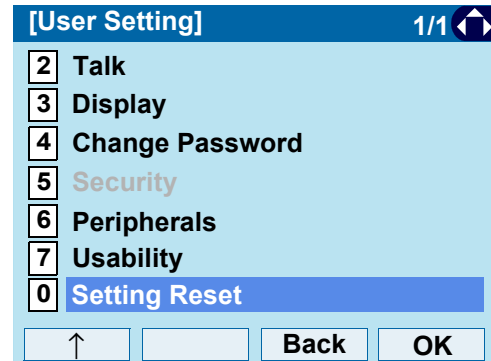 [User Setting] 1/1
2 Talk
3 Display
4 Change Password
5 Security
6 Peripherals
7 Usability
0 Setting Reset
↑ Back OK